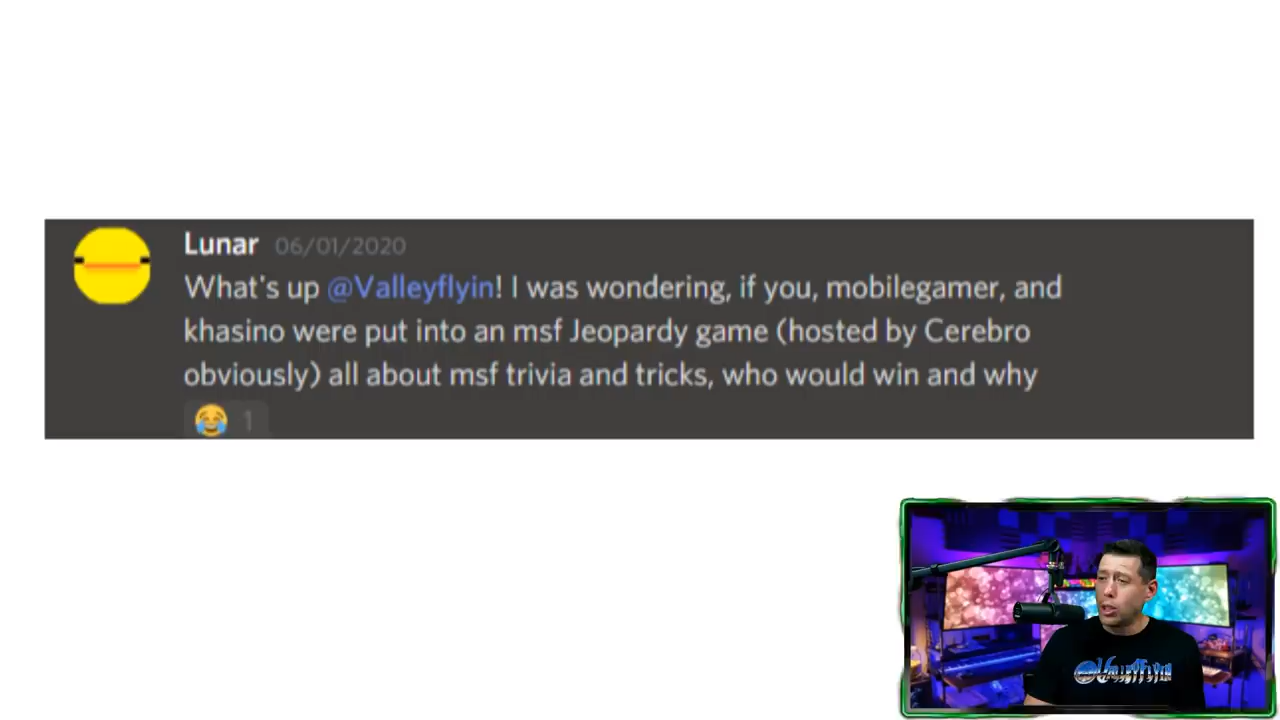 Lunar 06/01/2020
What's up @Valleyflyin! I was wondering, if you, mobilegamer, and
khasino were put into an msf Jeopardy game (hosted by Cerebro
obviously) all about msf trivia and tricks, who would win and why
😂 1
VALLEYFLYIN